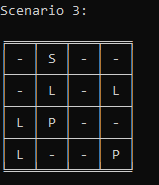 Scenario 3:
- S - -
- L - L
L P - -
L - - P